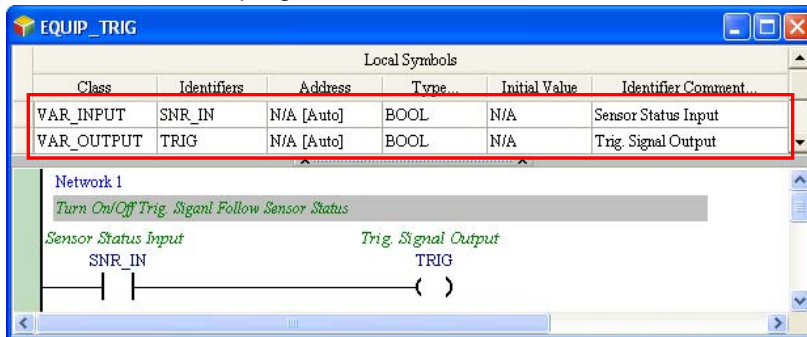 EQUIP_TRIG
Local Symbols
Class Identifiers Address Type... Initial Value Identifier Comment...
VAR_INPUT SNR_IN N/A [Auto] BOOL N/A Sensor Status Input
VAR_OUTPUT TRIG N/A [Auto] BOOL N/A Trig. Signal Output
Network 1
Turn On/Off Trig. Siganl Follow Sensor Status
Sensor Status Input Trig. Signal Output
SNR_IN TRIG